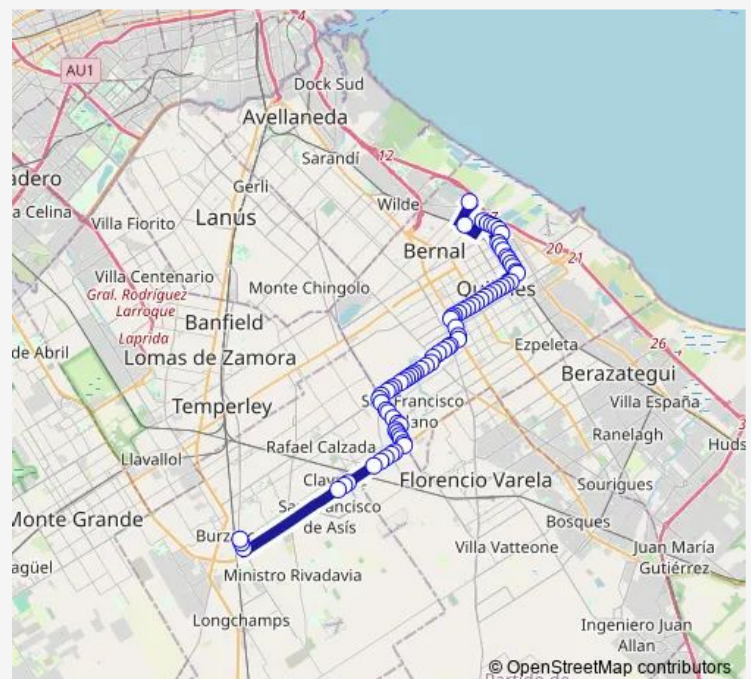 4
AU1
Dock Sud
Avellaneda
Sarandí
12
adero
Gerli
Wilde
a Celina
Villa Fiorito
Lanús
20
21
Bernal
Villa Centenario
Gral. Rodríguez
Larroque
Monte Chingolo
Laprida
Banfield
26
de Abril
Lomas de Zamora
Ezpeleta
Berazategui
Temperley
Villa España
Rafael Calzada
Ranelagh
Huds
Llavallol
Florencio Varela
Sourigues
de Asís
Monte Grande
Bosques
Villa Vatteone
Juan María
Gutiérrez
agüel
Ministro Rivadavia
Longchamps
Ingeniero Juan
Allan
© OpenStreetMap contributors